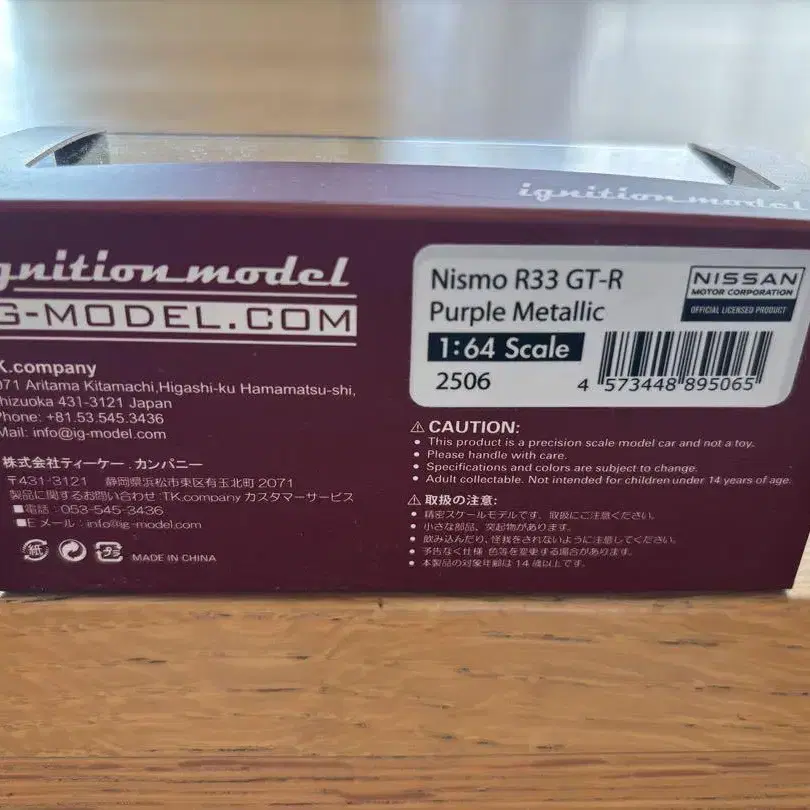 ignition model
gnition model
G-MODEL.COM
K.company
071 Aritama Kitamachi,Higashi-ku Hamamatsu-shi,
hizuoka 431-3121 Japan
hone: +81.53.545.3436
Mail: info@ig-model.com
株式会社ティーケー . カンパニー
〒431-3121 静岡県浜松市東区有玉北町 2071
製品に関するお問い合わせ :TK.company カスタマーサービス
■電話 : 053-545-3436
■E メール : info@ig-model.com
紙 プラ MADE IN CHINA
Nismo R33 GT-R
Purple Metallic
1:64 Scale
2506
NISSAN
MOTOR CORPORATION
OFFICIAL LICENSED PRODUCT
4 573448 895065
⚠ CAUTION:
• This product is a precision scale model car and not a toy.
• Please handle with care.
• Specifications and colors are subject to change.
• Adult collectable. Not intended for children under 14 years of age.
⚠ 取扱の注意:
• 精密スケールモデルです、取扱にご注意ください。
• 小さな部品、突起物があります。
• 飲み込んだり、怪我をされないように注意してください。
• 予告なく仕様・色等を変更する場合があります。
• 本製品の対象年齢は 14 歳以上です。